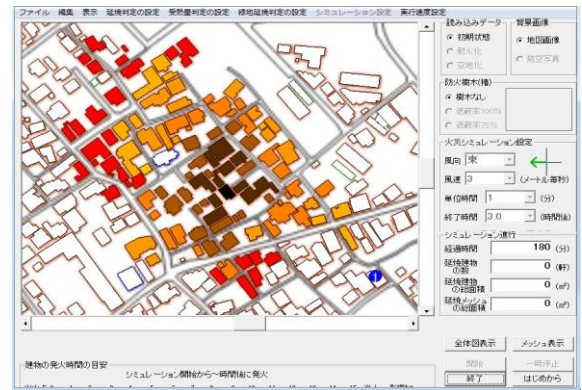 ファイル 編集 表示 延焼判定の設定 受熱量判定の設定 緑地延焼判定の設定 シミュレーション設定 実行速度設定
読み込みデータ
初期状態
耐火化
空地化
背景画像
地図画像
航空写真
防火樹木(種)
樹木なし
遮蔽率100%
遮蔽率75%
火災シミュレーション設定
風向 東
風速 3 (メートル毎秒)
単位時間 1 (分)
終了時間 3.0 (時間後)
シミュレーション進行
経過時間 180 (分)
延焼建物の数 0 (軒)
延焼建物の総面積 0 (㎡)
延焼メッシュの総面積 0 (㎡)
1
全体図表示 メッシュ表示
開始 一時停止
終了 はじめから
建物の発火時間の目安
シミュレーション開始から〜時間後に発火